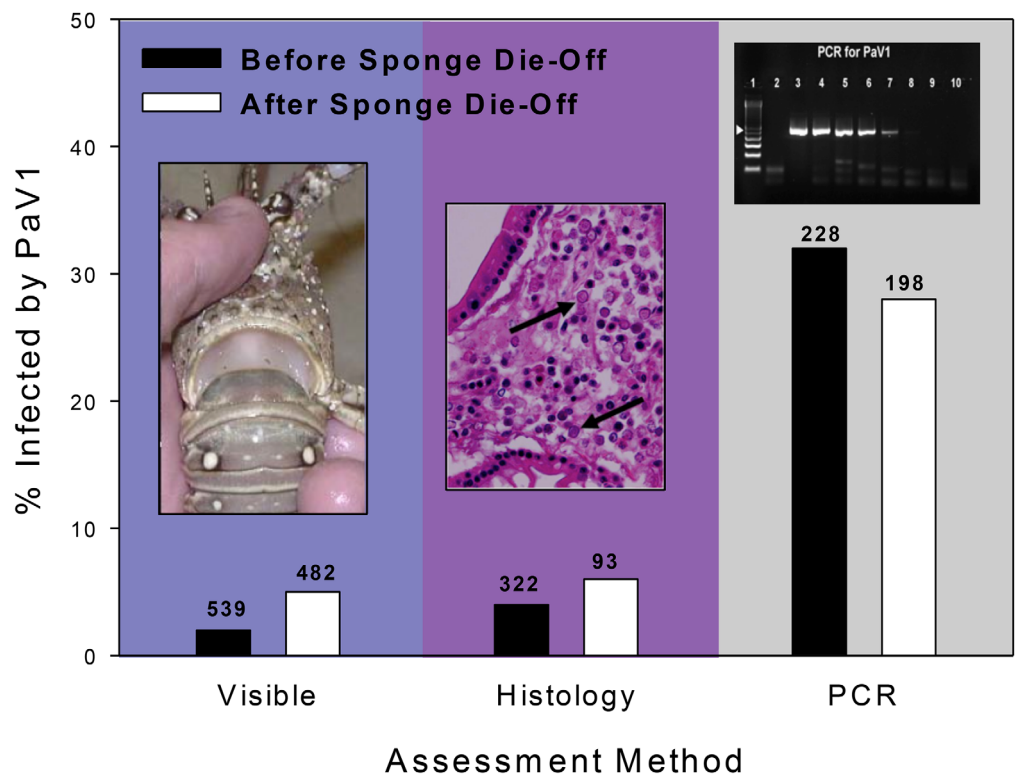 50
40
30
20
10
0
% Infected by PaV1
Before Sponge Die-Off
After Sponge Die-Off
PCR for PaV1
1 2 3 4 5 6 7 8 9 10
539
482
322
93
228
198
Visible Histology PCR
Assessment Method